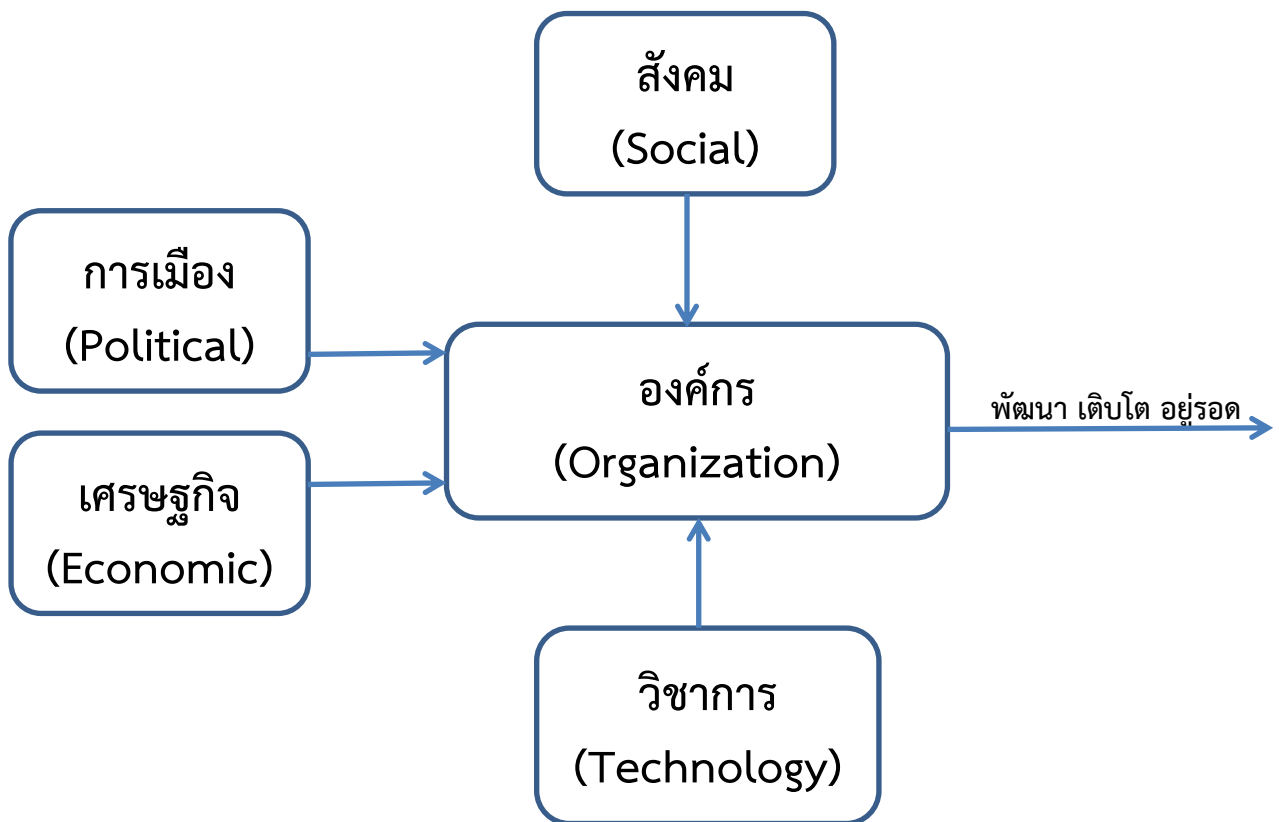 สังคม
(Social)
การเมือง
(Political)
องค์กร
(Organization)
พัฒนา เติบโต อยู่รอด
เศรษฐกิจ
(Economic)
วิชาการ
(Technology)